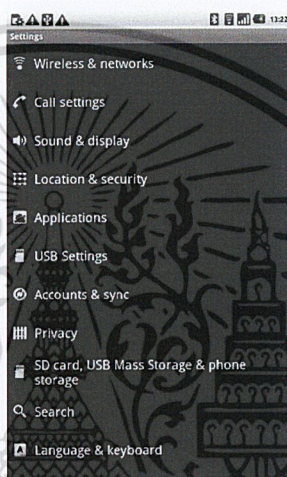 13:22
Settings
Wireless & networks
Call settings
Sound & display
Location & security
Applications
USB Settings
Accounts & sync
Privacy
SD card, USB Mass Storage & phone
storage
Search
Language & keyboard